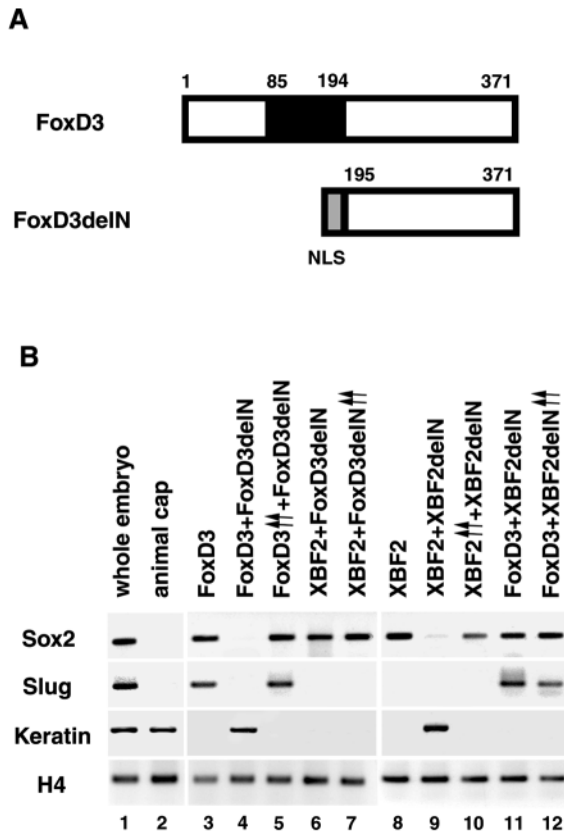 A
1 85 194 371
FoxD3
195 371
FoxD3delN
NLS
B
whole embryo
animal cap
FoxD3
FoxD3+FoxD3delN
FoxD3⇈+FoxD3delN
XBF2+FoxD3delN
XBF2+FoxD3delN⇈
XBF2
XBF2+XBF2delN
XBF2⇈+XBF2delN
FoxD3+XBF2delN
FoxD3+XBF2delN⇈
Sox2
Slug
Keratin
H4
1 2 3 4 5 6 7 8 9 10 11 12